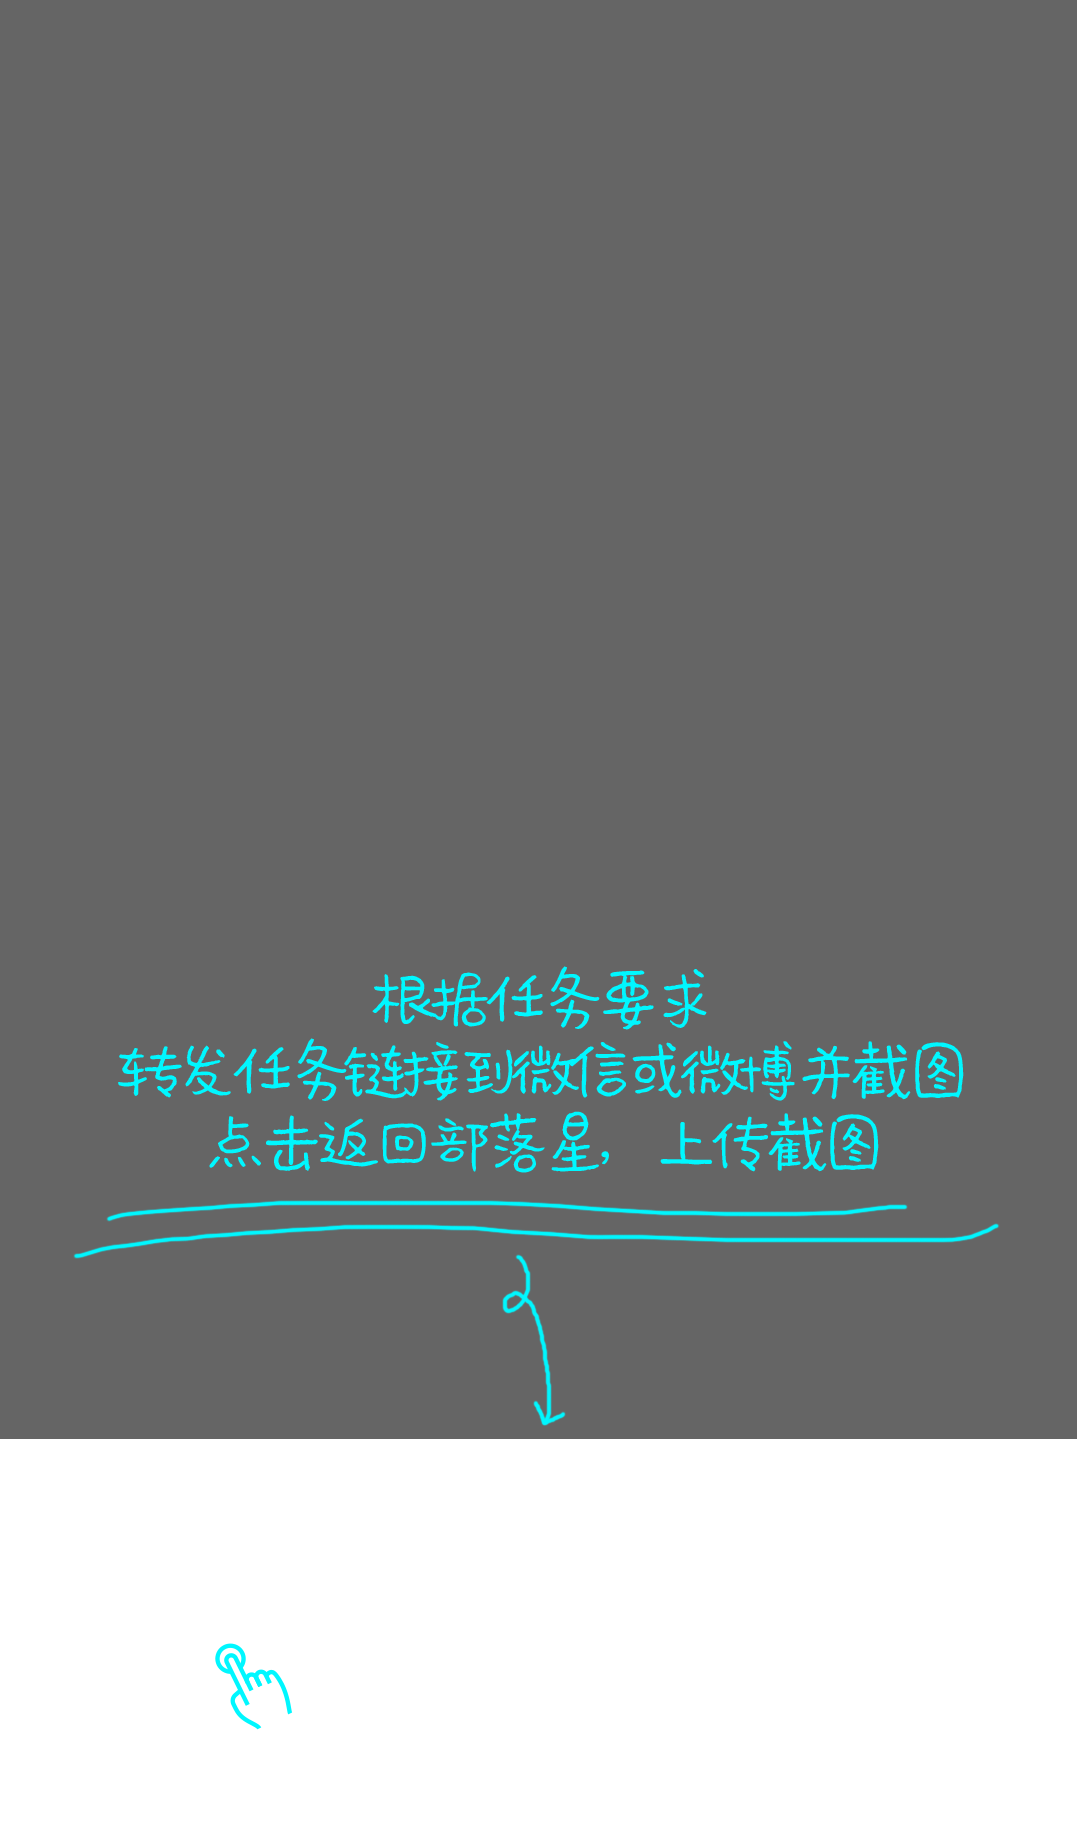 根据任务要求
转发任务链接到微信或微博并截图
点击返回部落星，上传截图